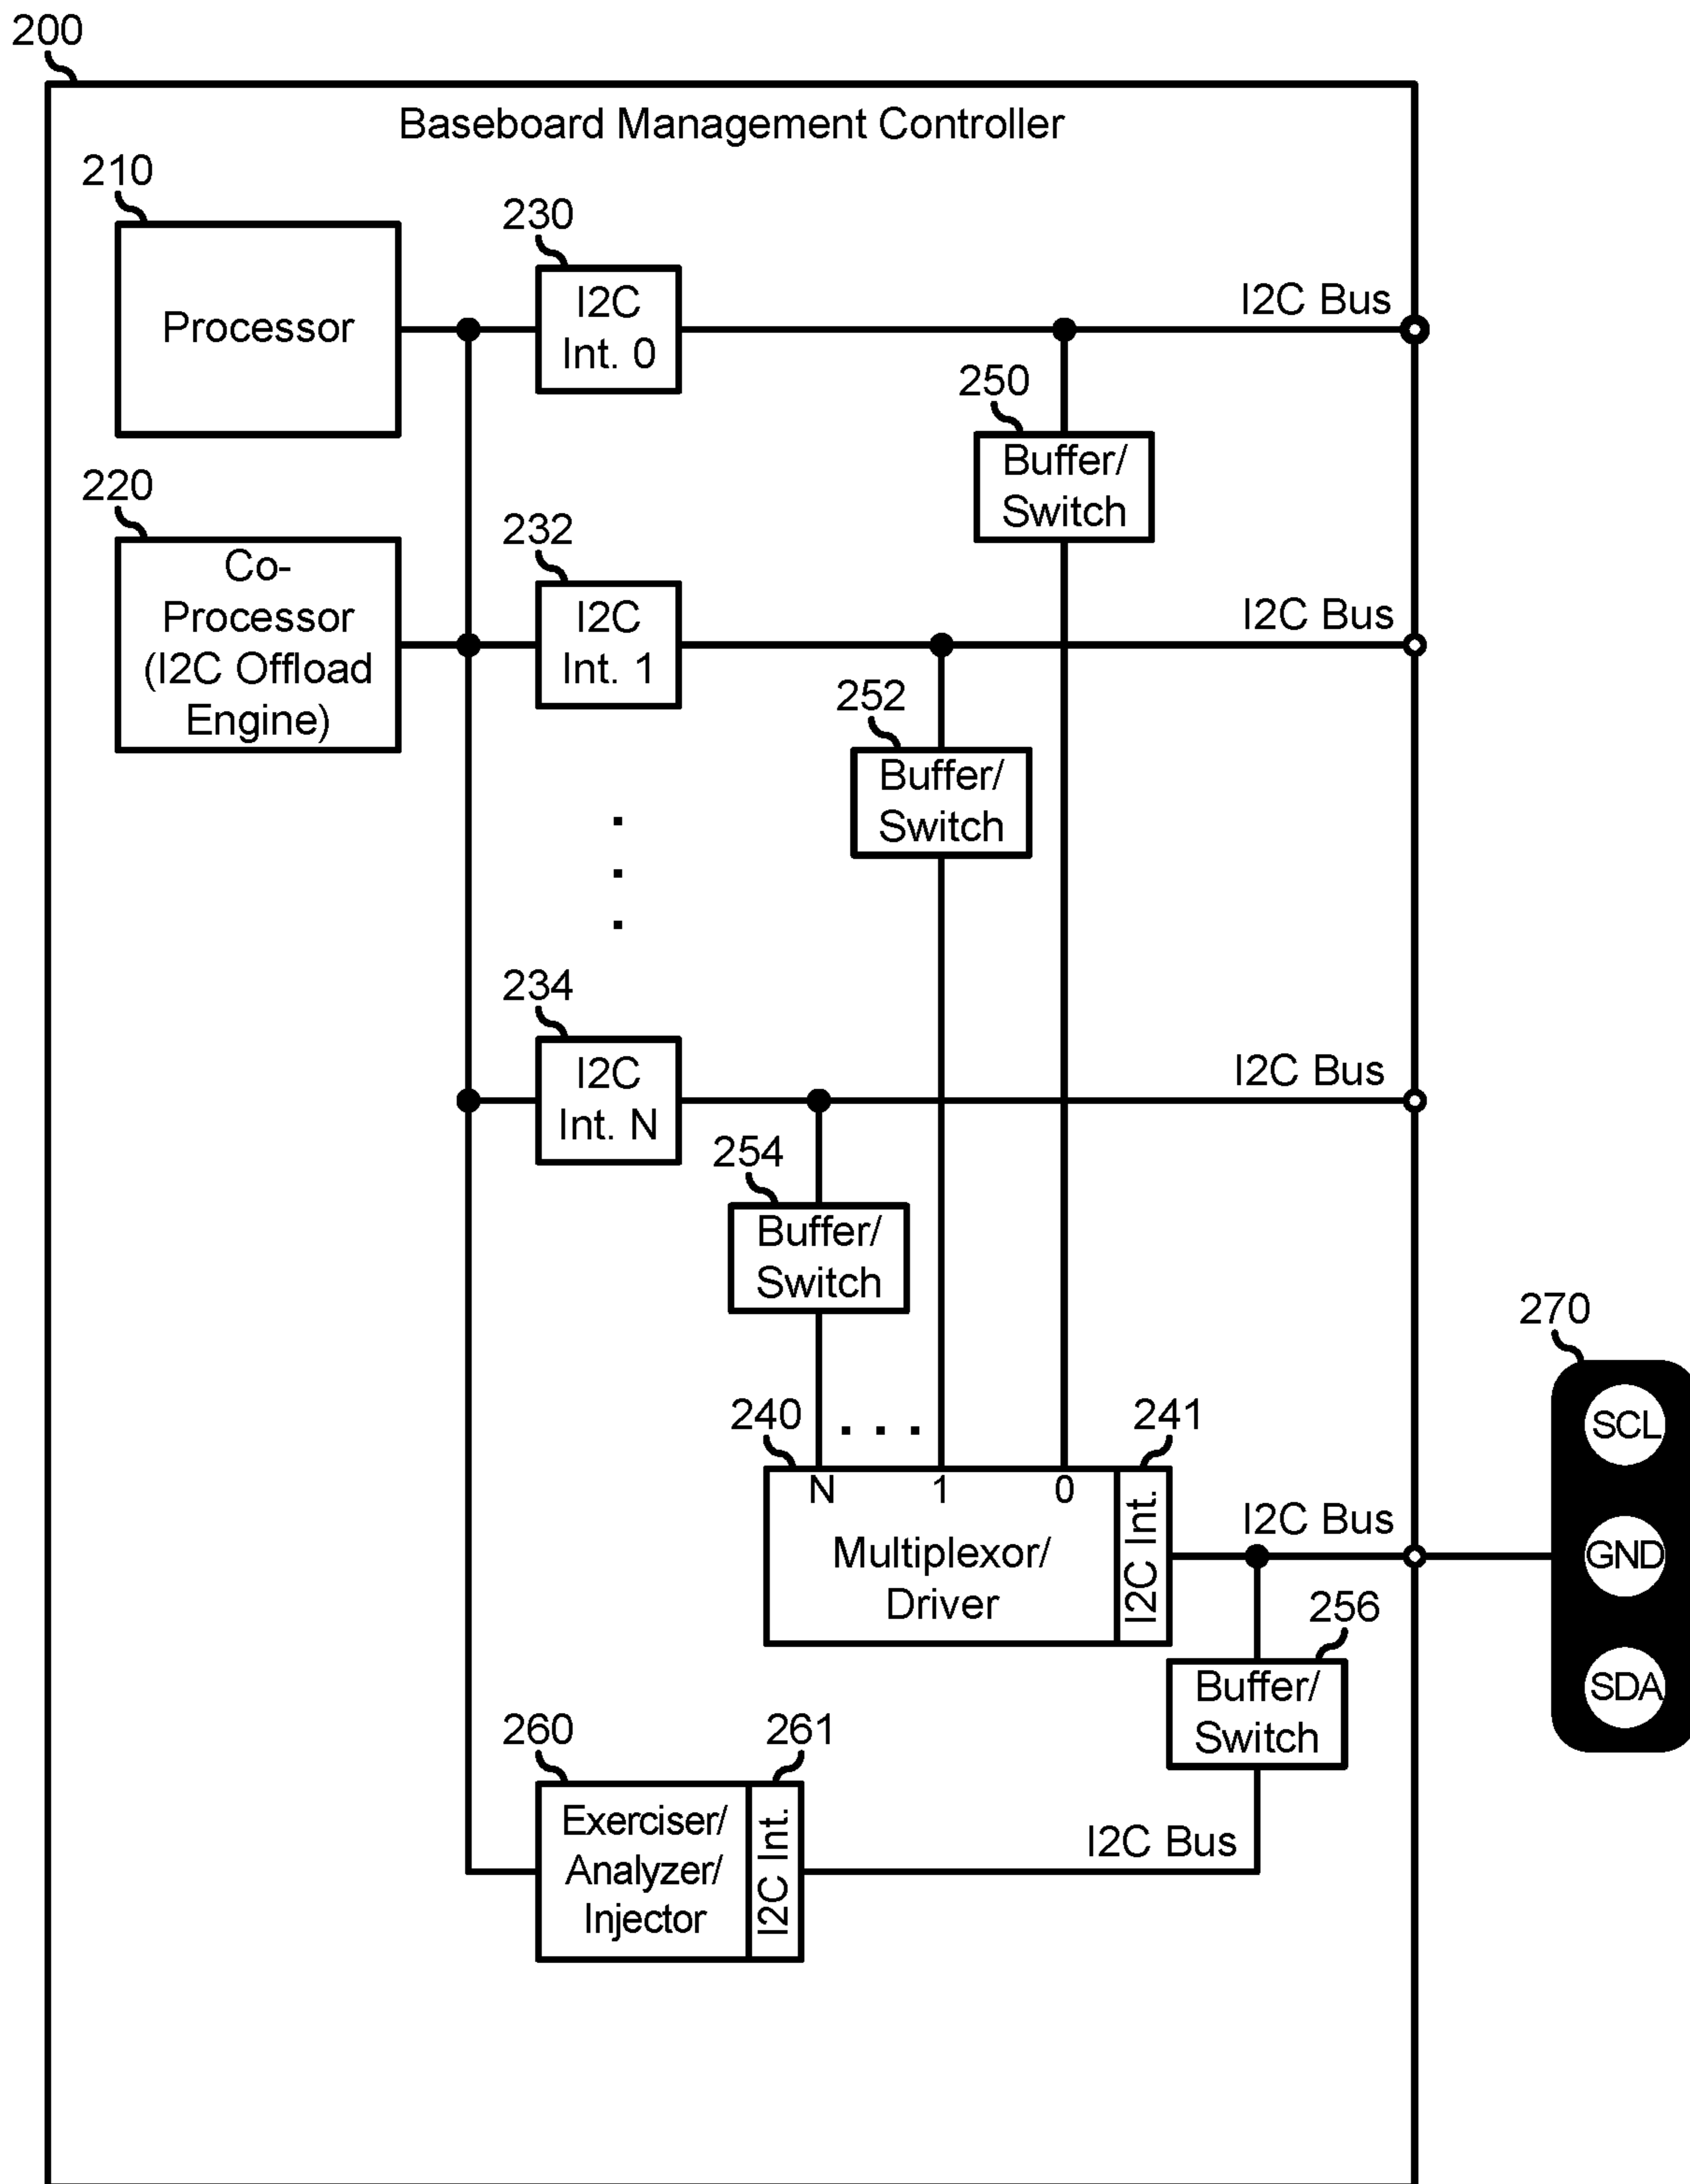 200
Baseboard Management Controller
210
Processor
230
I2C
Int. 0
I2C Bus
250
Buffer/
Switch
220
Co-
Processor
(I2C Offload
Engine)
232
I2C
Int. 1
I2C Bus
252
Buffer/
Switch
.
.
.
234
I2C
Int. N
I2C Bus
254
Buffer/
Switch
240
. . .
241
N
1
0
Multiplexor/
Driver
I2C Int.
I2C Bus
256
Buffer/
Switch
270
SCL
GND
SDA
260
261
Exerciser/
Analyzer/
Injector
I2C Int.
I2C Bus